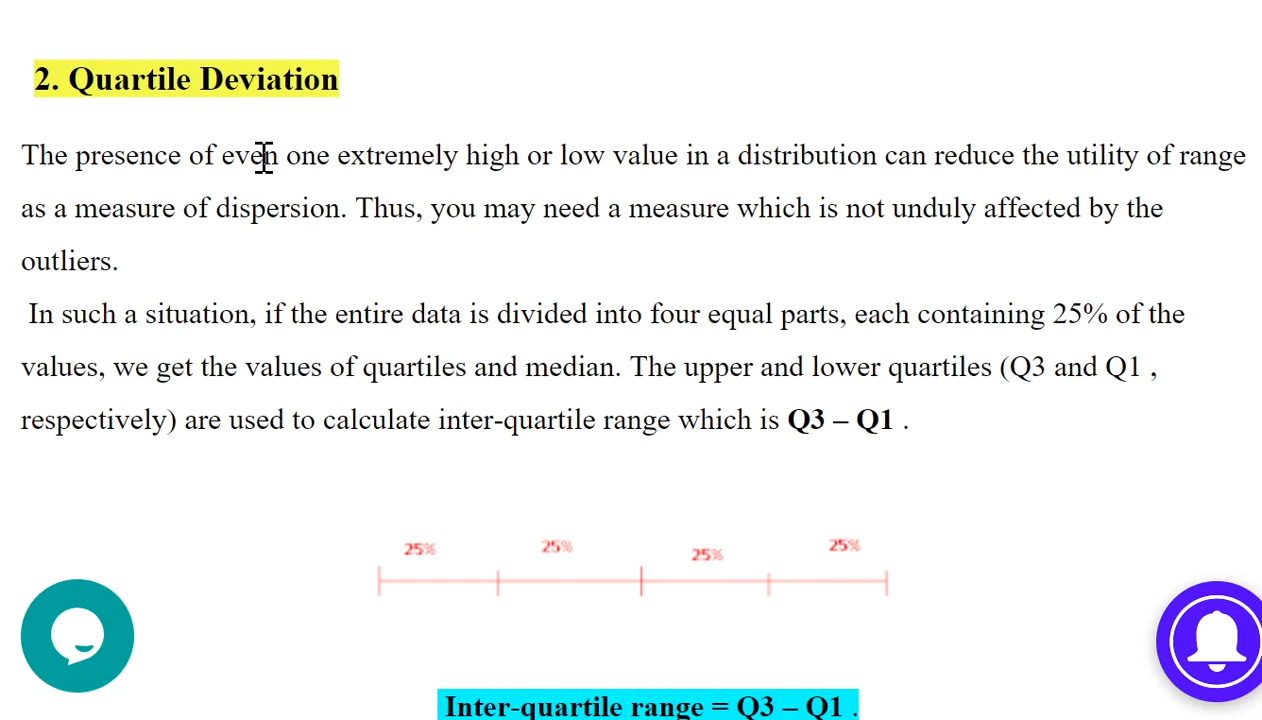 2. Quartile Deviation
The presence of even one extremely high or low value in a distribution can reduce the utility of range
as a measure of dispersion. Thus, you may need a measure which is not unduly affected by the
outliers.
In such a situation, if the entire data is divided into four equal parts, each containing 25% of the
values, we get the values of quartiles and median. The upper and lower quartiles (Q3 and Q1 ,
respectively) are used to calculate inter-quartile range which is Q3 – Q1 .
25% 25% 25% 25%
Inter-quartile range = Q3 – Q1 .